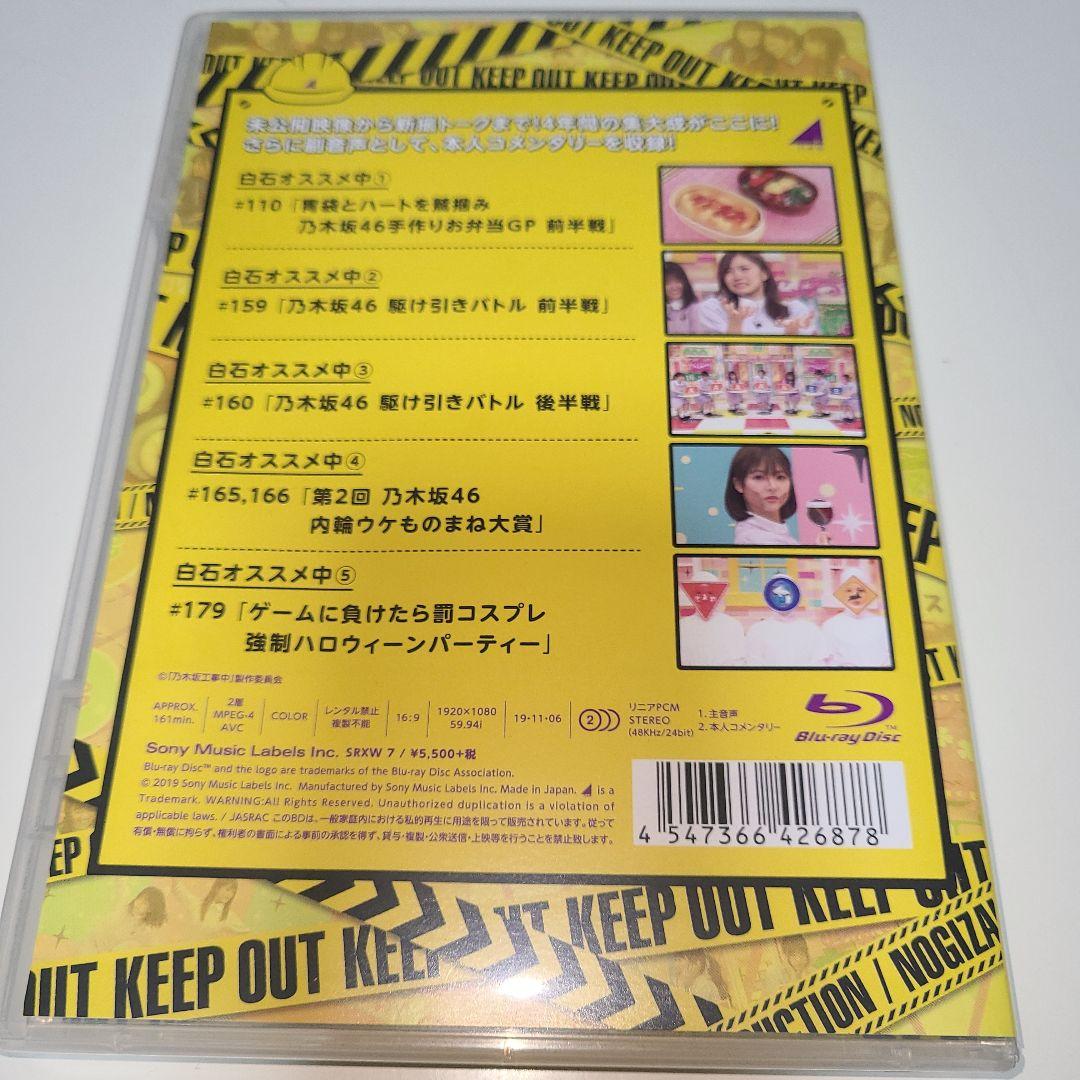 OUT KEEP OUT KEEP OUT KEEP OUT
OUT KEEP OUT
未公開映像から新撮トークまで!4年間の集大成がここに!
さらに副音声として、本人コメンタリーを収録!
白石オススメ中①
#110「胃袋とハートを鷲掴み
乃木坂46手作りお弁当GP 前半戦」
白石オススメ中②
#159「乃木坂46 駆け引きバトル 前半戦」
白石オススメ中③
#160「乃木坂46 駆け引きバトル 後半戦」
白石オススメ中④
#165,166「第2回 乃木坂46
内輪ウケものまね大賞」
白石オススメ中⑤
#179「ゲームに負けたら罰コスプレ
強制ハロウィーンパーティー」
©「乃木坂工事中」製作委員会
APPROX. 161min.
2層 MPEG-4 AVC
COLOR
レンタル禁止 複製不能
16:9
1920×1080 59.94i
19・11・06
2
リニアPCM STEREO (48KHz/24bit)
1. 主音声
2. 本人コメンタリー
Blu-ray Disc™
Sony Music Labels Inc. SRXW 7 / ¥5,500+税
Blu-ray Disc™ and the logo are trademarks of the Blu-ray Disc Association.
© 2019 Sony Music Labels Inc. Manufactured by Sony Music Labels Inc. Made in Japan. is a
Trademark. WARNING:All Rights Reserved. Unauthorized duplication is a violation of
applicable laws. / JASRAC このBDは、一般家庭内における私的再生に用途を限って販売されています。従って
有償・無償に拘らず、権利者の書面による事前の承認を得ず、貸与・複製・公衆送信・上映等を行うことを禁止致します。
4 547366 426878
OUT KEEP OUT KEEP OUT KEEP OUT
NOGIZA